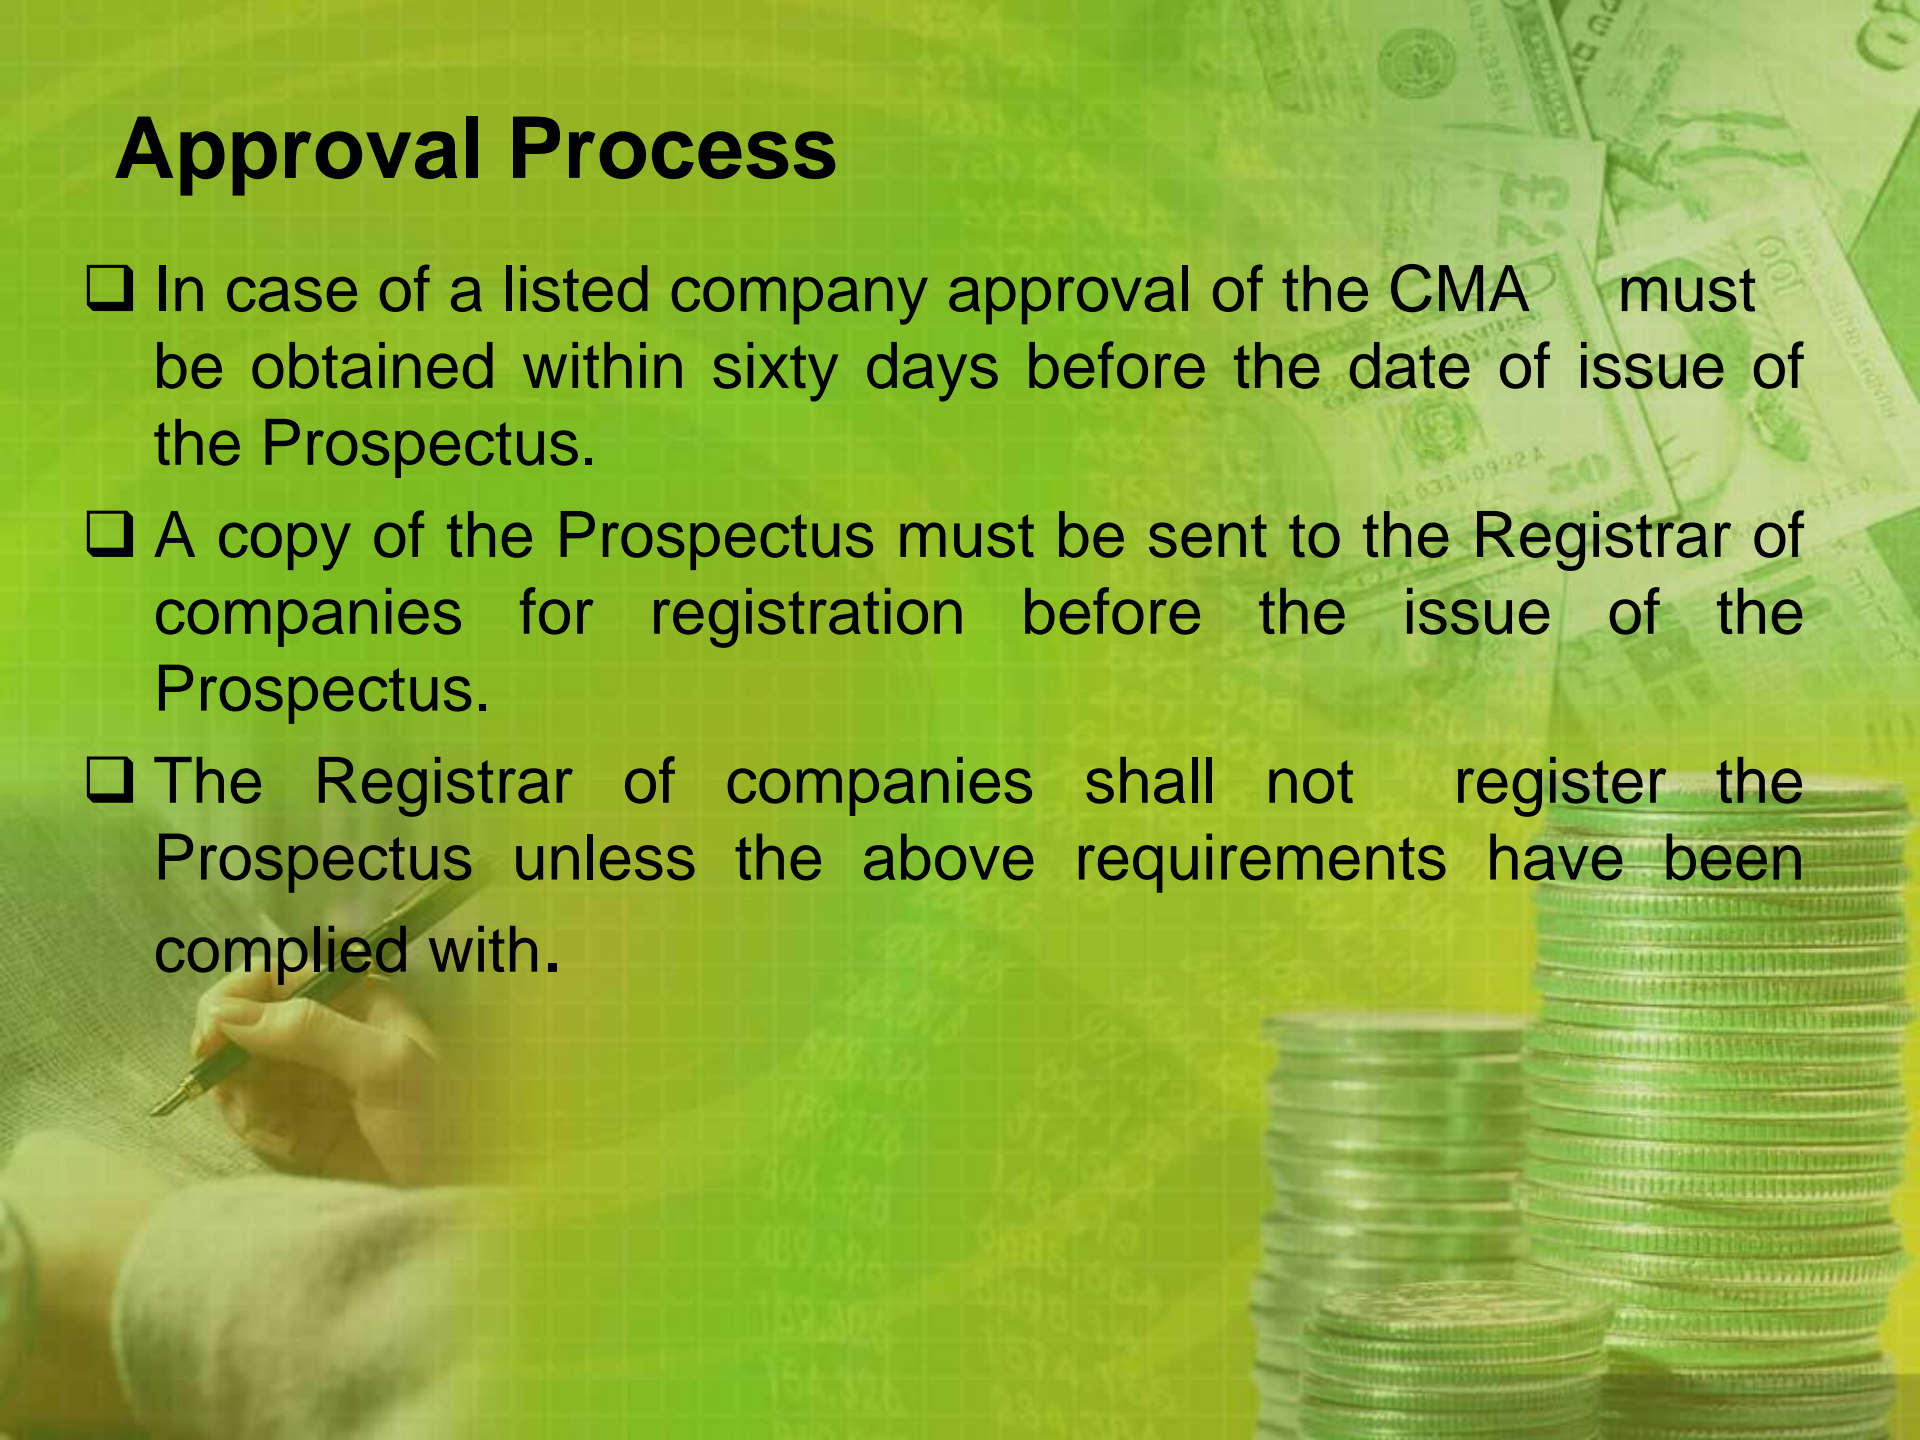 Approval Process
❑ In case of a listed company approval of the CMA must
be obtained within sixty days before the date of issue of
the Prospectus.
❑ A copy of the Prospectus must be sent to the Registrar of
companies for registration before the issue of the
Prospectus.
❑ The Registrar of companies shall not register the
Prospectus unless the above requirements have been
complied with.